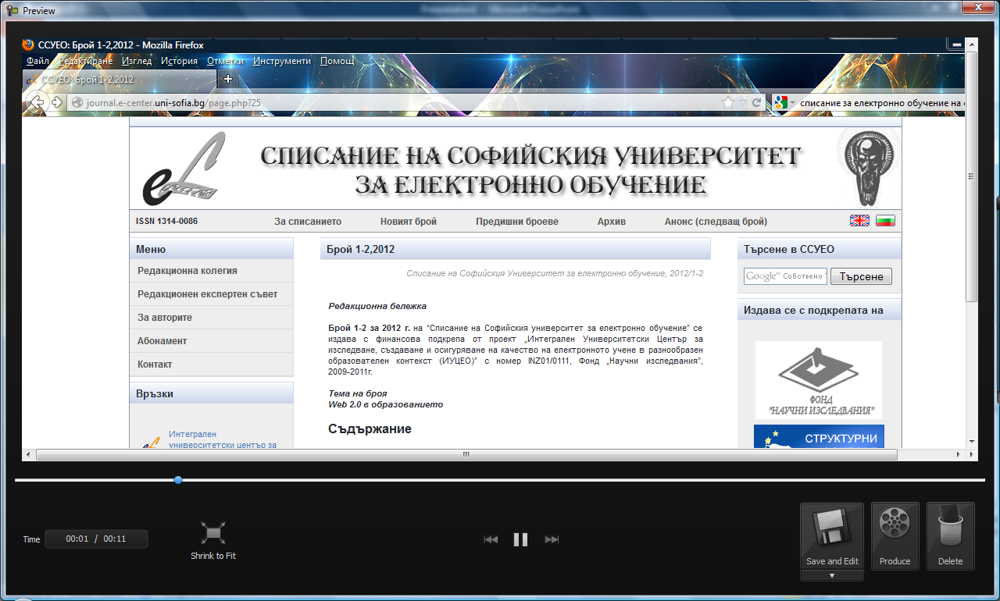 Preview
ССУЕО: Брой 1-2,2012 - Mozilla Firefox
Файл Редактиране Изглед История Отметки Инструменти Помощ
ССУЕО: Брой 1-2,2012
journal.e-center.uni-sofia.bg/page.php?25
списание за електронно обучение на
СПИСАНИЕ НА СОФИЙСКИЯ УНИВЕРСИТЕТ
ЗА ЕЛЕКТРОННО ОБУЧЕНИЕ
ISSN 1314-0086 За списанието Новият брой Предишни броеве Архив Анонс (следващ брой)
Меню
Редакционна колегия
Редакционен експертен съвет
За авторите
Абонамент
Контакт
Връзки
Интегрален
университетски център за
Брой 1-2,2012
Списание на Софийския Университет за електронно обучение, 2012/1-2
Редакционна бележка
Брой 1-2 за 2012 г. на “Списание на Софийския университет за електронно обучение” се
издава с финансова подкрепа от проект „Интегрален Университетски Център за
изследване, създаване и осигуряване на качество на електронното учене в разнообразен
образователен контекст (ИУЦЕО)” с номер INZ01/0111, Фонд „Научни изследвания”,
2009-2011г.
Тема на броя
Web 2.0 в образованието
Съдържание
Търсене в ССУЕО
Google™ Собствено Търсене
Издава се с подкрепата на
ФОНД
“НАУЧНИ ИЗСЛЕДВАНИЯ”
СТРУКТУРНИ
Time 00:01 / 00:11
Shrink to Fit
Save and Edit
Produce
Delete